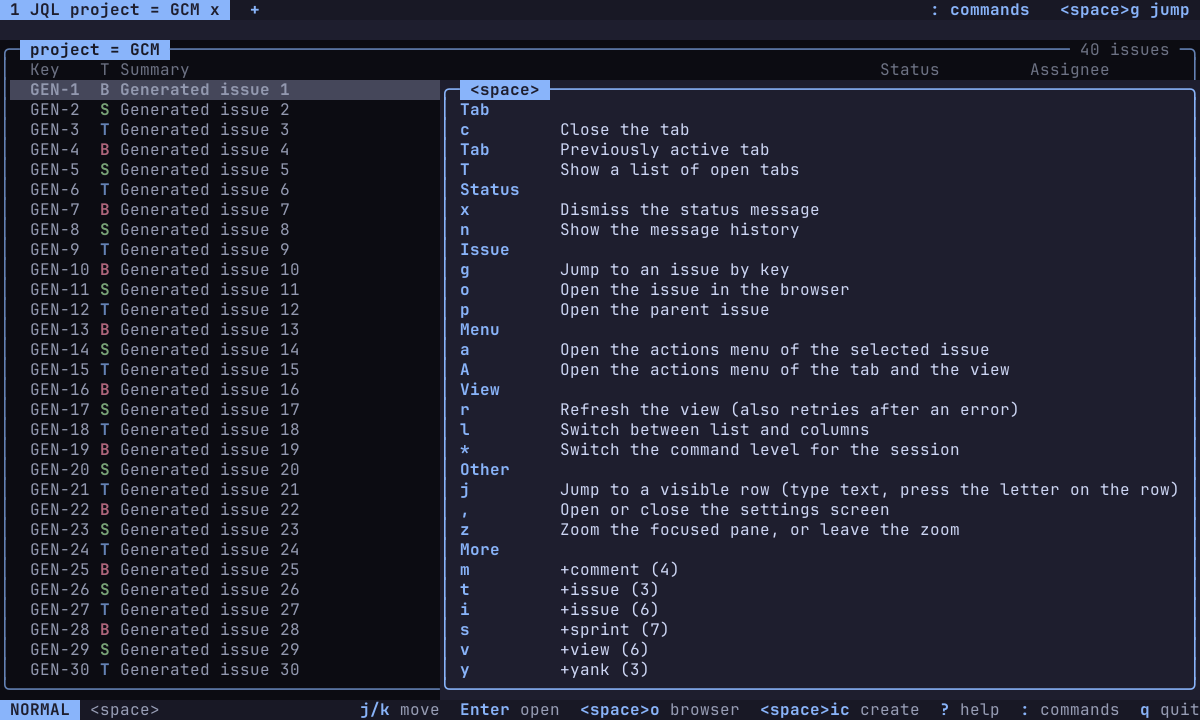 1 JQL project = GCM x + : commands <space>g jump
project = GCM 40 issues
Key T Summary Status Assignee
GEN-1 B Generated issue 1 <space>
GEN-2 S Generated issue 2 Tab
GEN-3 T Generated issue 3 c Close the tab
GEN-4 B Generated issue 4 Tab Previously active tab
GEN-5 S Generated issue 5 T Show a list of open tabs
GEN-6 T Generated issue 6 Status
GEN-7 B Generated issue 7 x Dismiss the status message
GEN-8 S Generated issue 8 n Show the message history
GEN-9 T Generated issue 9 Issue
GEN-10 B Generated issue 10 g Jump to an issue by key
GEN-11 S Generated issue 11 o Open the issue in the browser
GEN-12 T Generated issue 12 p Open the parent issue
GEN-13 B Generated issue 13 Menu
GEN-14 S Generated issue 14 a Open the actions menu of the selected issue
GEN-15 T Generated issue 15 A Open the actions menu of the tab and the view
GEN-16 B Generated issue 16 View
GEN-17 S Generated issue 17 r Refresh the view (also retries after an error)
GEN-18 T Generated issue 18 l Switch between list and columns
GEN-19 B Generated issue 19 * Switch the command level for the session
GEN-20 S Generated issue 20 Other
GEN-21 T Generated issue 21 j Jump to a visible row (type text, press the letter on the row)
GEN-22 B Generated issue 22 , Open or close the settings screen
GEN-23 S Generated issue 23 z Zoom the focused pane, or leave the zoom
GEN-24 T Generated issue 24 More
GEN-25 B Generated issue 25 m +comment (4)
GEN-26 S Generated issue 26 t +issue (3)
GEN-27 T Generated issue 27 i +issue (6)
GEN-28 B Generated issue 28 s +sprint (7)
GEN-29 S Generated issue 29 v +view (6)
GEN-30 T Generated issue 30 y +yank (3)
NORMAL <space> j/k move Enter open <space>o browser <space>ic create ? help : commands q quit